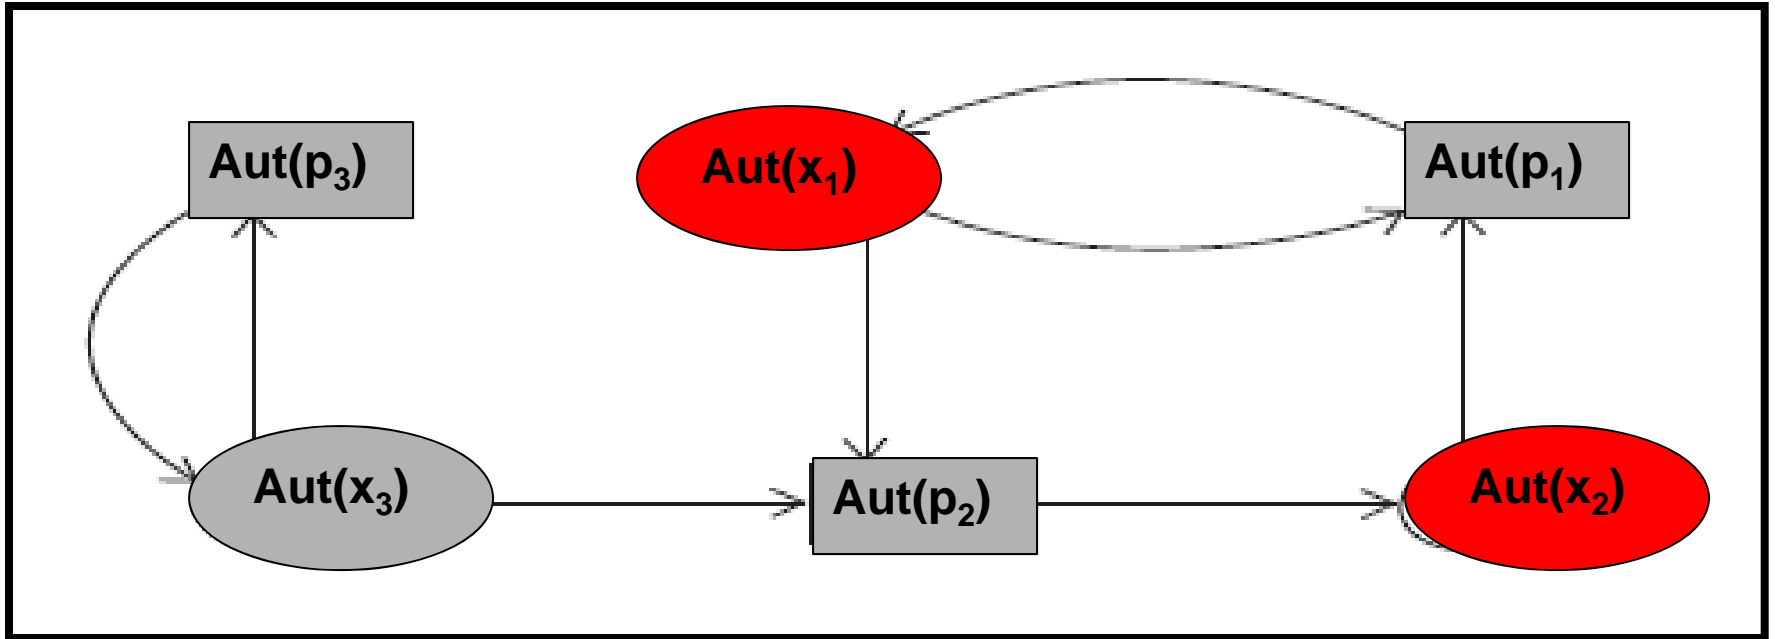 Aut(p₃)
Aut(x₁)
Aut(p₁)
Aut(x₃)
Aut(p₂)
Aut(x₂)